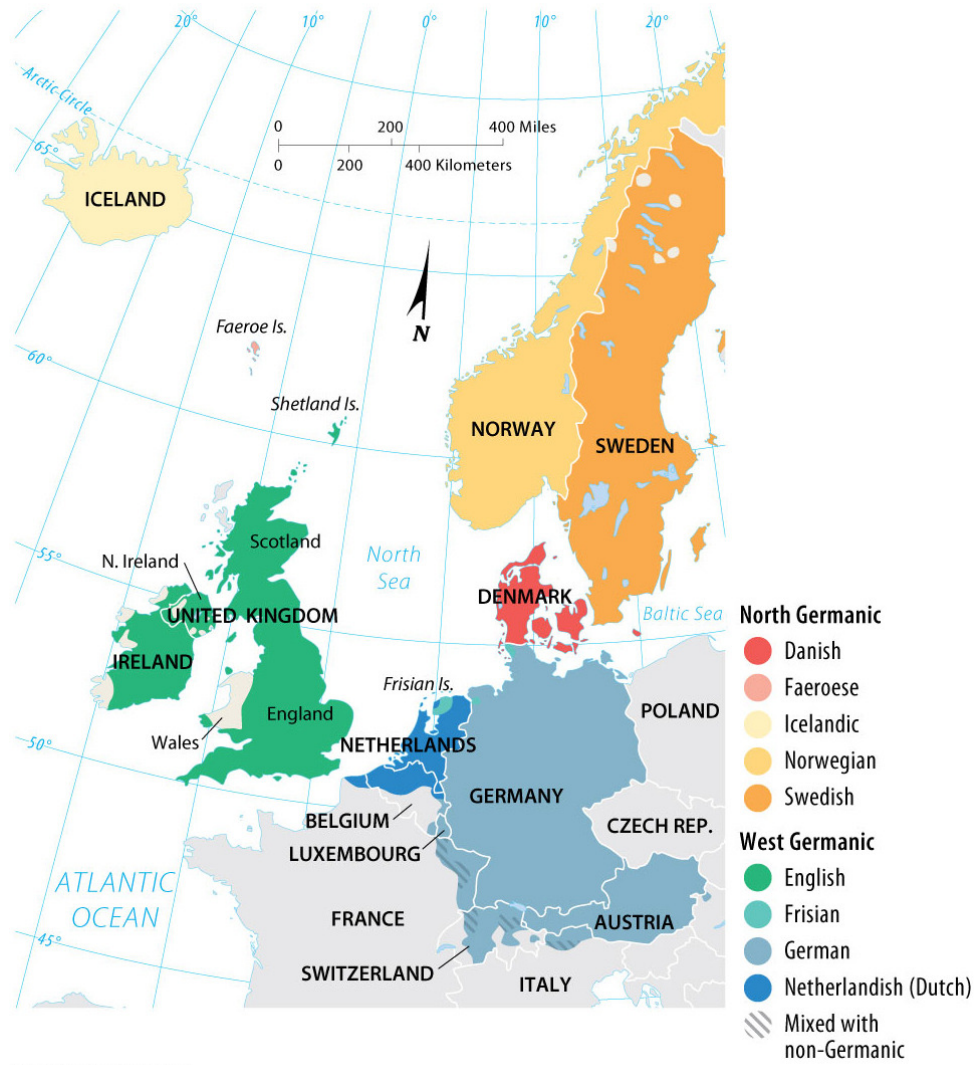 20°
10°
0°
10°
20°
Arctic Circle
65°
0
200
400 Miles
0
200
400 Kilometers
ICELAND
N
Faeroe Is.
60°
Shetland Is.
NORWAY
SWEDEN
Scotland
North
Sea
55°
N. Ireland
DENMARK
UNITED KINGDOM
Baltic Sea
IRELAND
Frisian Is.
POLAND
England
Wales
50°
NETHERLANDS
GERMANY
BELGIUM
CZECH REP.
LUXEMBOURG
ATLANTIC
OCEAN
FRANCE
AUSTRIA
45°
SWITZERLAND
ITALY
North Germanic
Danish
Faeroese
Icelandic
Norwegian
Swedish
West Germanic
English
Frisian
German
Netherlandish (Dutch)
Mixed with
non-Germanic